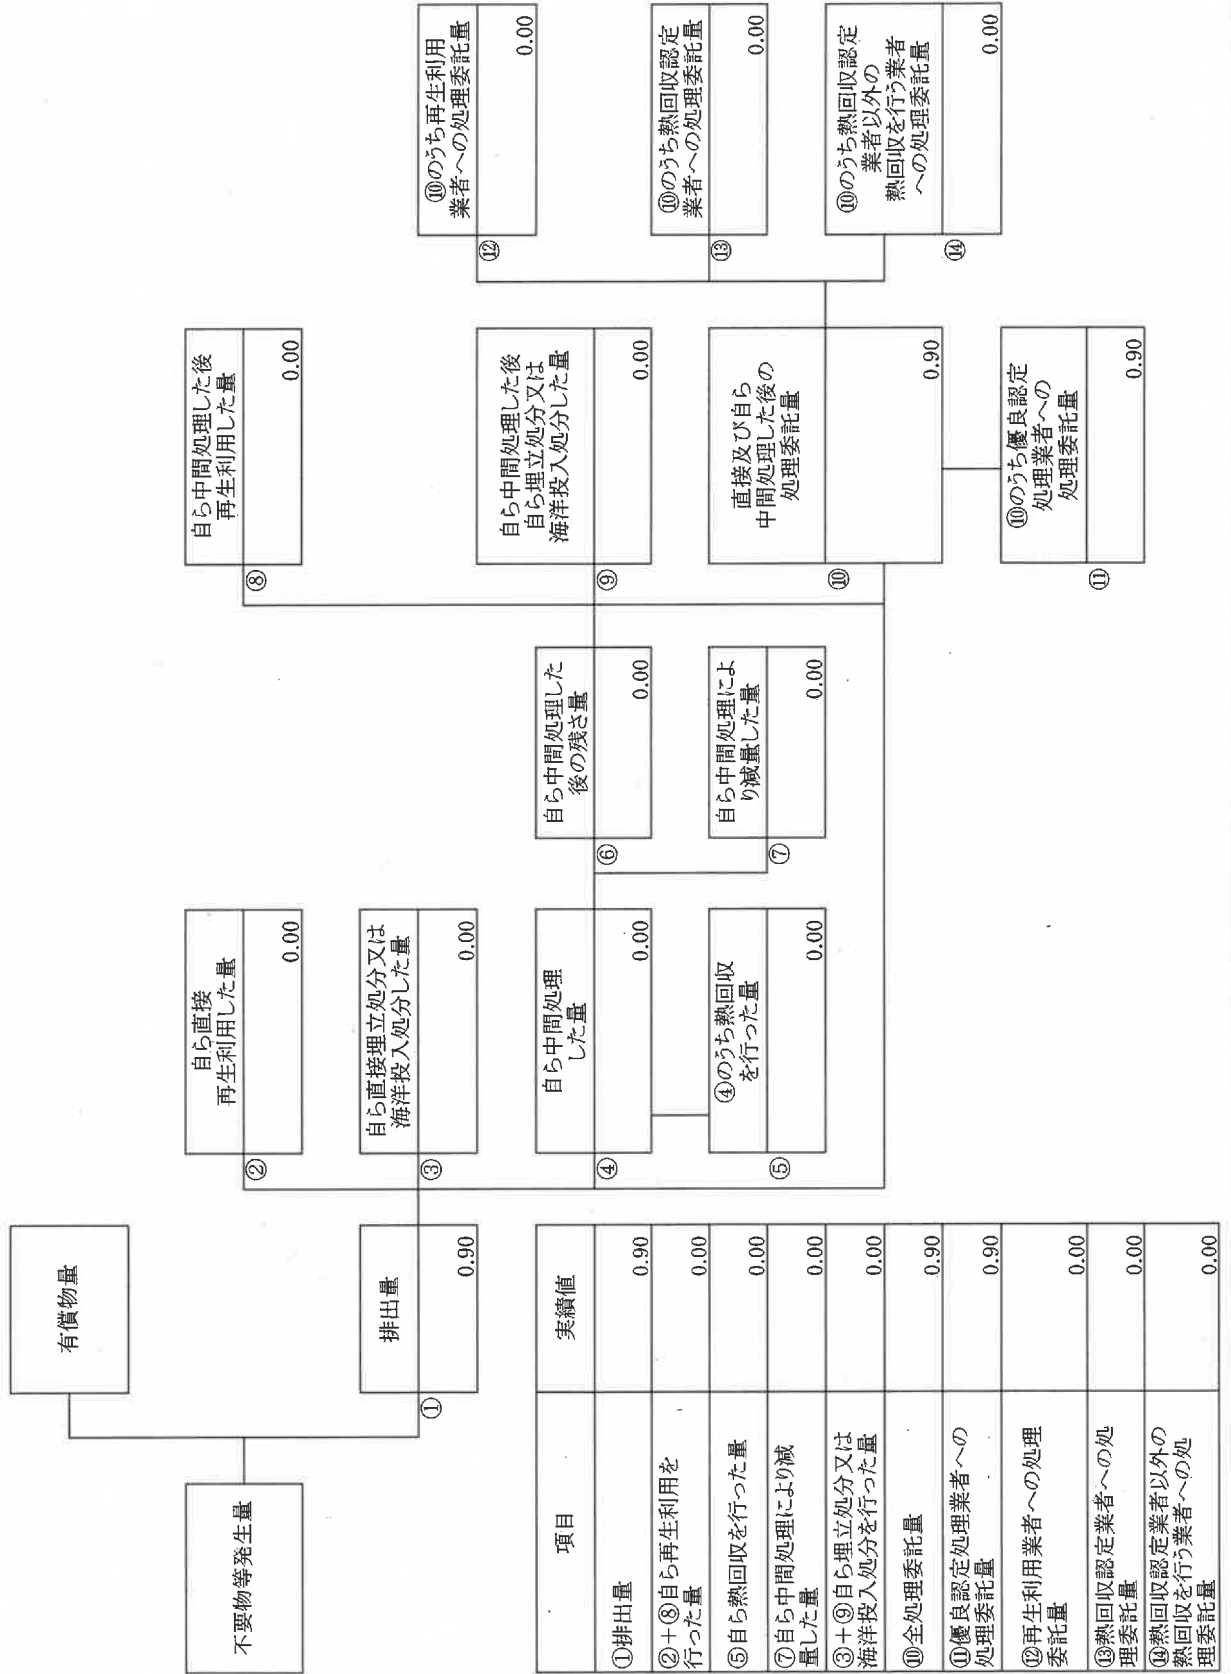 有償物量
不要物等発生量
排出量
①
0.90
自ら直接
再生利用した量
②
0.00
自ら直接埋立処分又は
海洋投入処分した量
③
0.00
自ら中間処理
した量
④
0.00
④のうち熱回収
を行った量
⑤
0.00
自ら中間処理した
後の残さ量
⑥
0.00
自ら中間処理によ
り減量した量
⑦
0.00
自ら中間処理した後
再生利用した量
⑧
0.00
自ら中間処理した後
自ら埋立処分又は
海洋投入処分した量
⑨
0.00
直接及び自ら
中間処理した後の
処理委託量
⑩
0.90
⑩のうち優良認定
処理業者への
処理委託量
⑪
0.90
⑩のうち再生利用
業者への処理委託量
⑫
0.00
⑩のうち熱回収認定
業者への処理委託量
⑬
0.00
⑩のうち熱回収認定
業者以外の
熱回収を行う業者
への処理委託量
⑭
0.00
項目 実績値
①排出量 0.90
②+⑧自ら再生利用を
行った量 0.00
⑤自ら熱回収を行った量 0.00
⑦自ら中間処理により減
量した量 0.00
③+⑨自ら埋立処分又は
海洋投入処分を行った量 0.00
⑩全処理委託量 0.90
⑪優良認定処理業者への
処理委託量 0.90
⑫再生利用業者への処理
委託量 0.00
⑬熱回収認定業者への処
理委託量 0.00
⑭熱回収認定業者以外の
熱回収を行う業者への処
理委託量 0.00